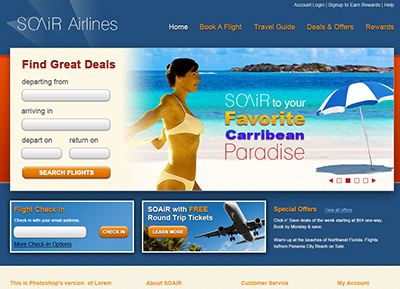 Account Login | Signup to Earn Rewards | Help
SOAiR Airlines
Home Book A Flight Travel Guide Deals & Offers Rewards
Find Great Deals
departing from
arriving in
depart on return on
SEARCH FLIGHTS
SOAiR to your
Favorite
Carribean
Paradise
Flight Check in
Check in with your email address.
CHECK IN
More Check-in Options
SOAiR with FREE
Round Trip Tickets
LEARN MORE
Special Offers View all offers
Click n' Save deals of the week starting at $64 one-way.
Book by Monday & save.
Warm up at the beaches of Northwest Florida. Flights
to/from Panama City Beach on Sale.
This is Photoshop's version of Lorem
About SOAiR
Customer Service
My Account